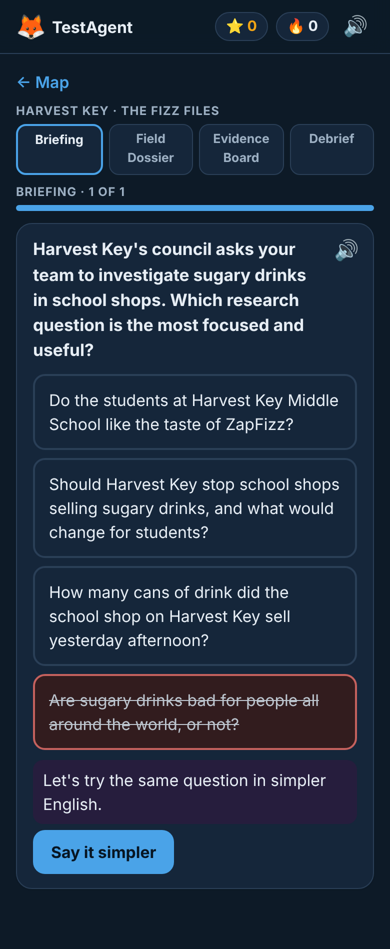 TestAgent
⭐ 0
🔥 0
← Map
HARVEST KEY · THE FIZZ FILES
Briefing
Field
Dossier
Evidence
Board
Debrief
BRIEFING · 1 OF 1
Harvest Key's council asks your
team to investigate sugary drinks
in school shops. Which research
question is the most focused and
useful?
Do the students at Harvest Key Middle
School like the taste of ZapFizz?
Should Harvest Key stop school shops
selling sugary drinks, and what would
change for students?
How many cans of drink did the
school shop on Harvest Key sell
yesterday afternoon?
Are sugary drinks bad for people all
around the world, or not?
Let's try the same question in simpler
English.
Say it simpler